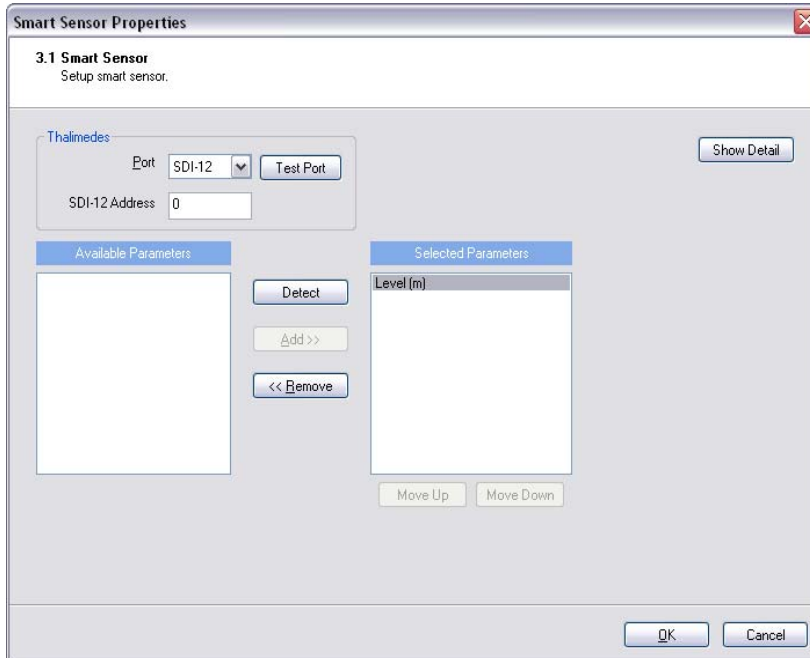 Smart Sensor Properties
3.1 Smart Sensor
Setup smart sensor.
Thalimedes
Port SDI-12 Test Port
Show Detail
SDI-12 Address 0
Available Parameters
Selected Parameters
Level (m)
Detect
Add >>
<< Remove
Move Up Move Down
OK Cancel